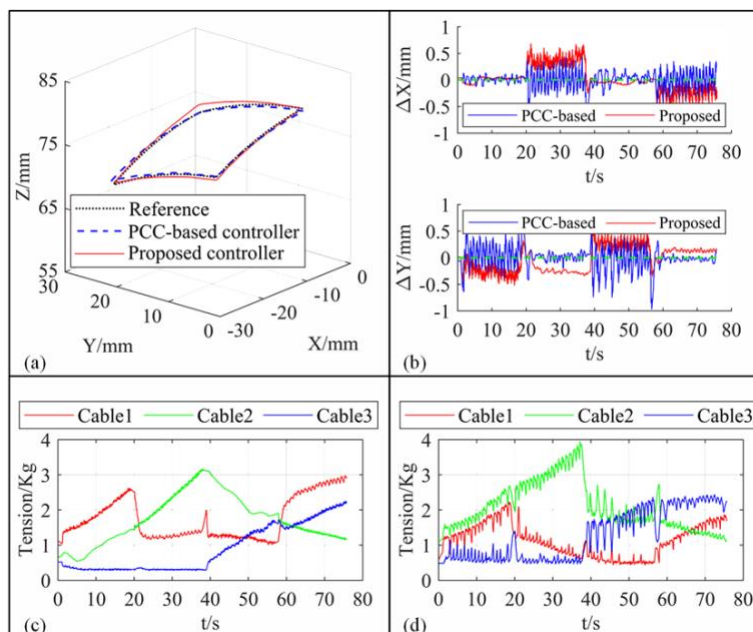 85
75
65
55
Z/mm
Reference
PCC-based controller
Proposed controller
30
20
10
0
Y/mm
-30
-20
-10
0
X/mm
(a)
1
0.5
0
-0.5
-1
ΔX/mm
PCC-based Proposed
0 10 20 30 40 50 60 70 80
t/s
1
0.5
0
-0.5
-1
ΔY/mm
PCC-based Proposed
0 10 20 30 40 50 60 70 80
t/s
(b)
Cable1 Cable2 Cable3
4
3
2
1
0
Tension/Kg
0 10 20 30 40 50 60 70 80
t/s
(c)
Cable1 Cable2 Cable3
4
3
2
1
0
Tension/Kg
0 10 20 30 40 50 60 70 80
t/s
(d)